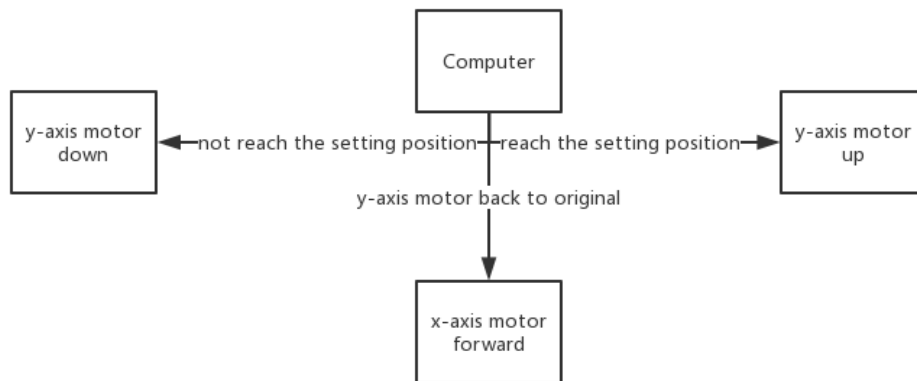 Computer
y-axis motor
down
not reach the setting position
reach the setting position
y-axis motor
up
y-axis motor back to original
x-axis motor
forward